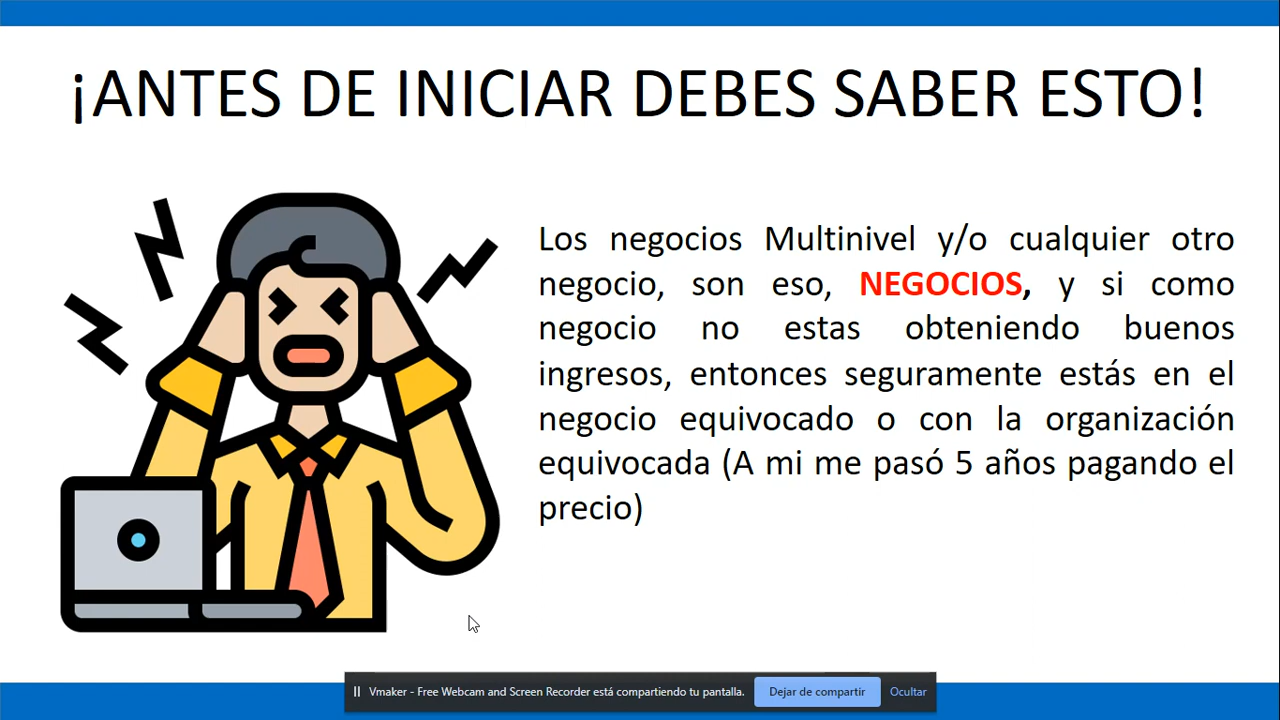 ¡ANTES DE INICIAR DEBES SABER ESTO!
Los negocios Multinivel y/o cualquier otro
negocio, son eso, NEGOCIOS, y si como
negocio no estas obteniendo buenos
ingresos, entonces seguramente estás en el
negocio equivocado o con la organización
equivocada (A mi me pasó 5 años pagando el
precio)
Vmaker - Free Webcam and Screen Recorder está compartiendo tu pantalla. Dejar de compartir Ocultar